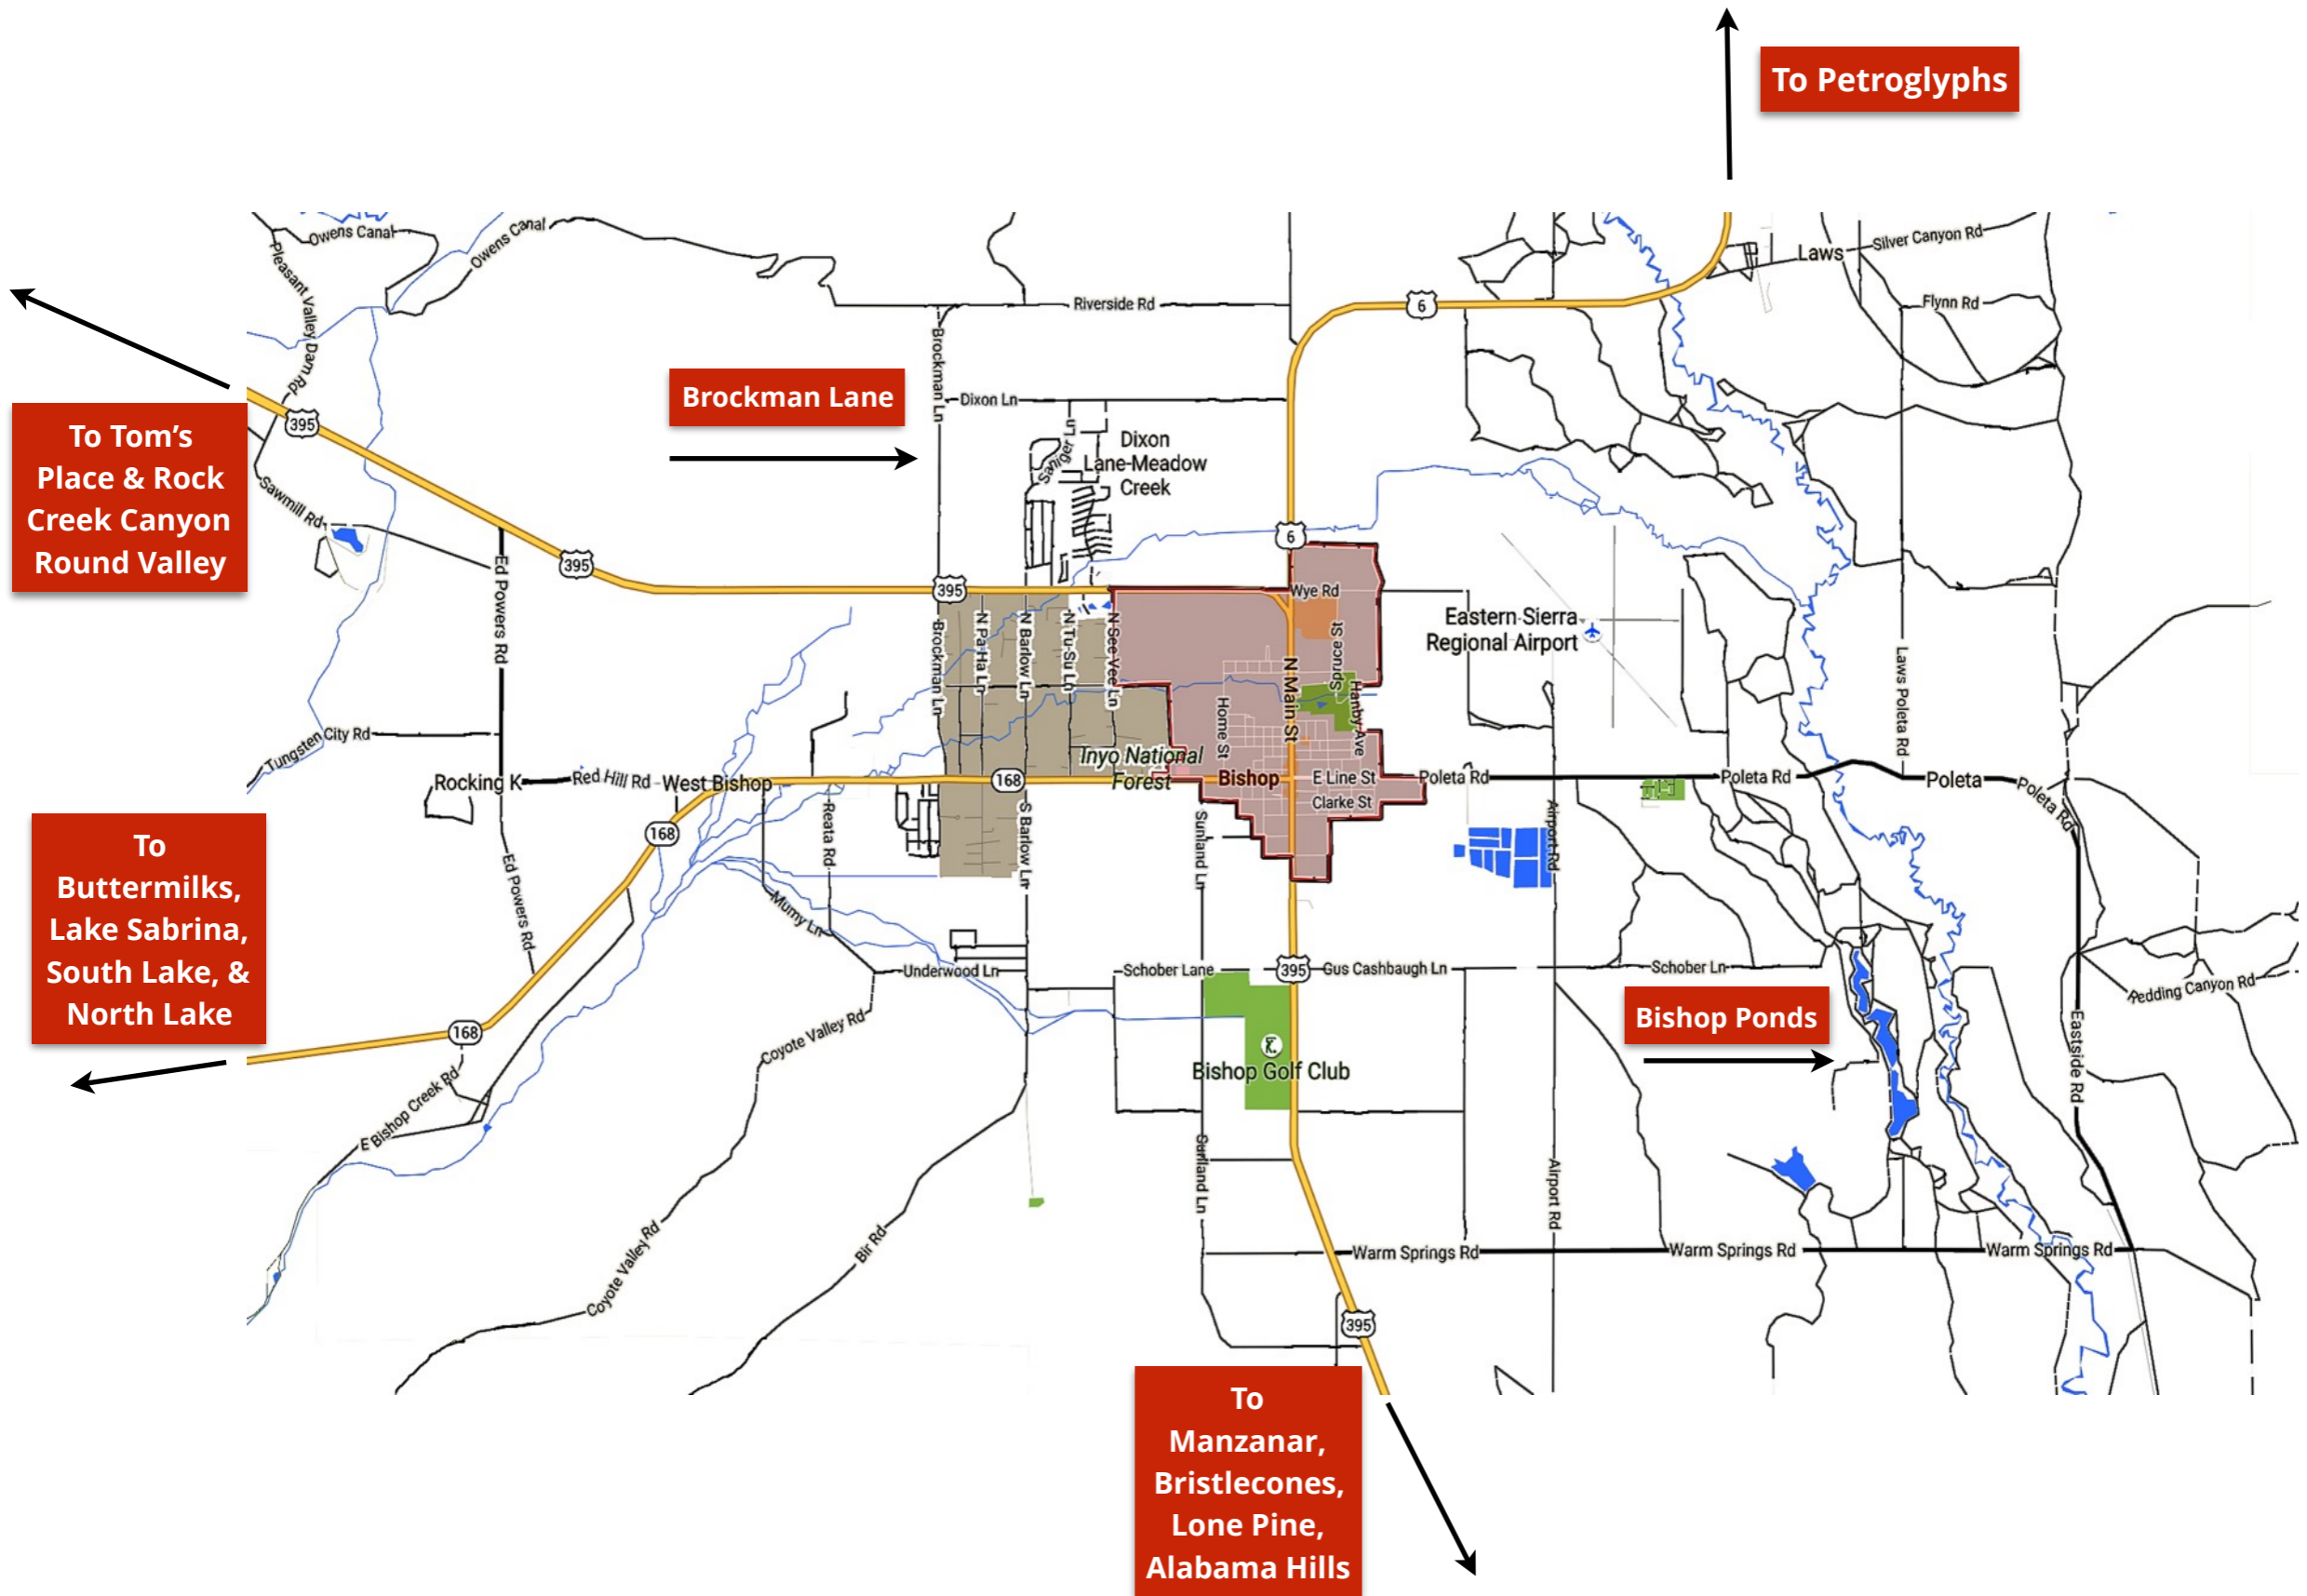 To Petroglyphs
Owens Canal
Owens Canal
Pleasant Valley Dam Rd
Laws
Silver Canyon Rd
Riverside Rd
6
Flynn Rd
Brockman Ln
Brockman Lane
Dixon Ln
395
To Tom’s
Place & Rock
Creek Canyon
Round Valley
Saniger Ln
Dixon
Lane-Meadow
Creek
Sawmill Rd
6
395
395
Wye Rd
Ed Powers Rd
Brockman Ln
N Pa Ha Ln
N Barlow Ln
N Tu-Su Ln
N See Vee Ln
Spruce St
Eastern Sierra
Regional Airport
N Main St
Home St
Hanby Ave
Laws Poleta Rd
Tungsten City Rd
Inyo National
Forest
Rocking K
Red Hill Rd
West Bishop
168
Bishop
E Line St
Poleta Rd
Poleta Rd
Poleta
Poleta Rd
Clarke St
168
Reata Rd
S Barlow Ln
Sunland Ln
Airport Rd
To
Buttermilks,
Lake Sabrina,
South Lake, &
North Lake
Ed Powers Rd
Mumy Ln
Underwood Ln
Schober Lane
395
Gus Cashbaugh Ln
Schober Ln
Redding Canyon Rd
168
Coyote Valley Rd
Bishop Ponds
Eastside Rd
Bishop Golf Club
E Bishop Creek Rd
Sunland Ln
Airport Rd
Coyote Valley Rd
Bir Rd
Warm Springs Rd
Warm Springs Rd
Warm Springs Rd
395
To
Manzanar,
Bristlecones,
Lone Pine,
Alabama Hills